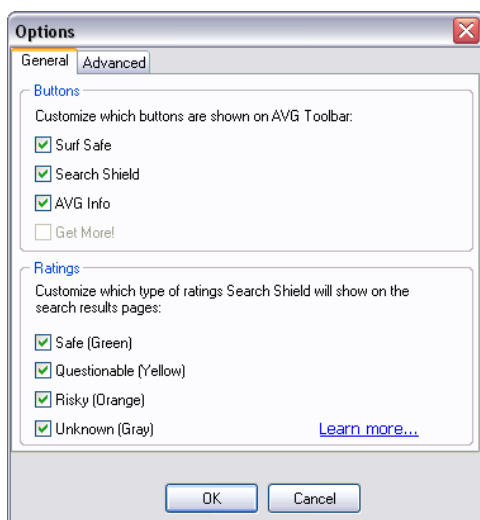 Options
General
Advanced
Buttons
Customize which buttons are shown on AVG Toolbar:
Surf Safe
Search Shield
AVG Info
Get More!
Ratings
Customize which type of ratings Search Shield will show on the
search results pages:
Safe (Green)
Questionable (Yellow)
Risky (Orange)
Unknown (Gray)
Learn more...
OK
Cancel